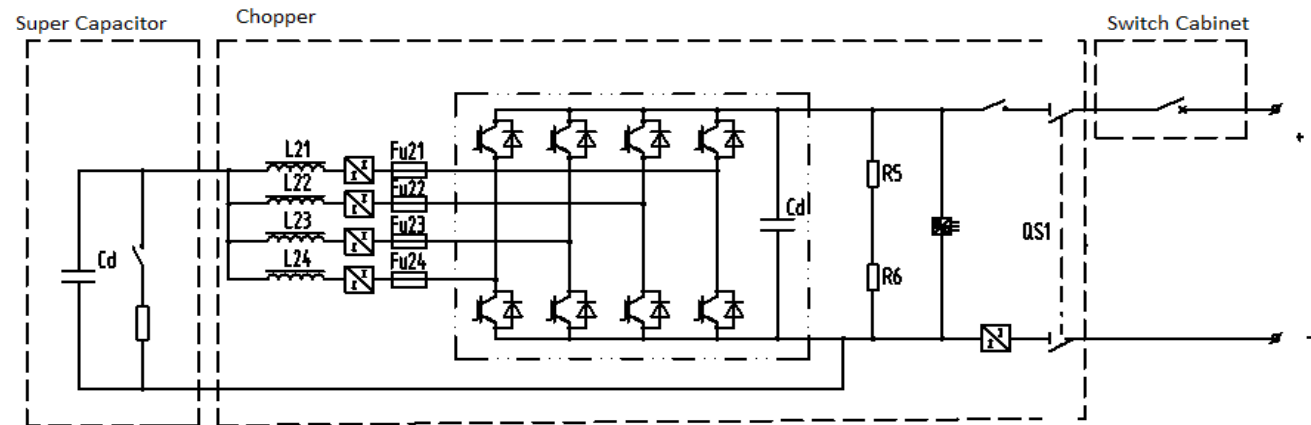 Super Capacitor
Chopper
Switch Cabinet
L21
Fu21
L22
Fu22
L23
Fu23
L24
Fu24
Cd
Cd
R5
R6
QS1
+
-